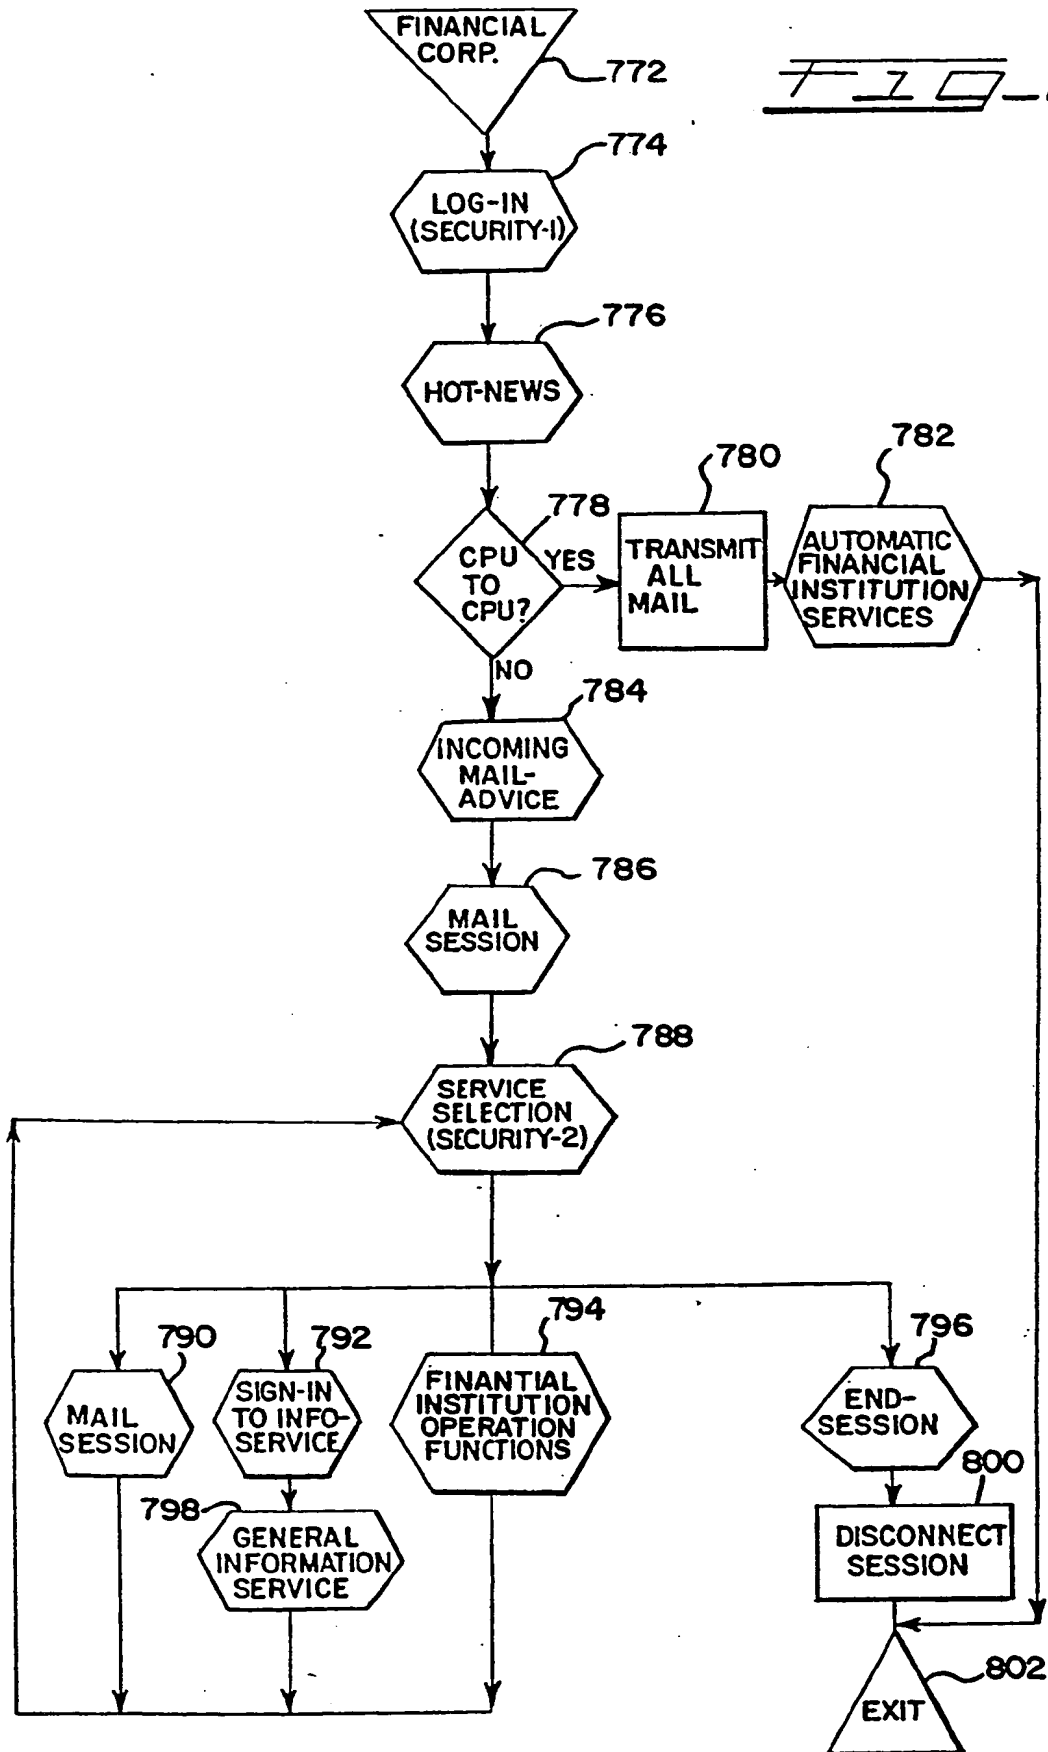 FINANCIAL
CORP.
772
Fig.
774
LOG-IN
(SECURITY-1)
776
HOT-NEWS
778
CPU
TO
CPU?
YES
NO
780
TRANSMIT
ALL
MAIL
782
AUTOMATIC
FINANCIAL
INSTITUTION
SERVICES
784
INCOMING
MAIL-
ADVICE
786
MAIL
SESSION
788
SERVICE
SELECTION
(SECURITY-2)
790
MAIL
SESSION
792
SIGN-IN
TO INFO-
SERVICE
794
FINANTIAL
INSTITUTION
OPERATION
FUNCTIONS
796
END-
SESSION
798
GENERAL
INFORMATION
SERVICE
800
DISCONNECT
SESSION
802
EXIT